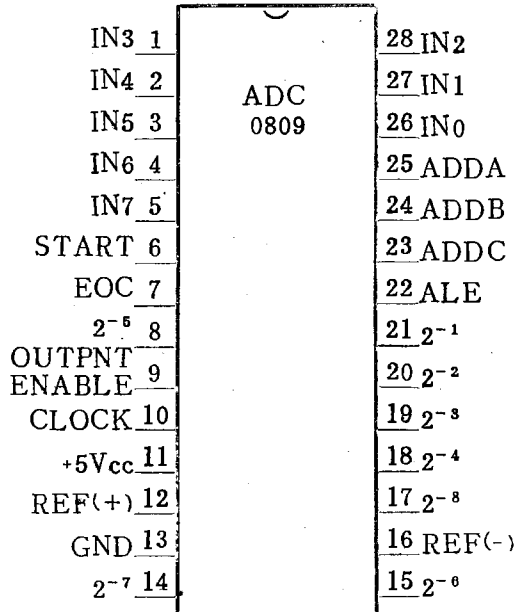 IN3 1
IN4 2
IN5 3
IN6 4
IN7 5
START 6
EOC 7
2⁻⁵ 8
OUTPNT
ENABLE 9
CLOCK 10
+5Vcc 11
REF(+) 12
GND 13
2⁻⁷ 14
ADC
0809
28 IN2
27 IN1
26 IN0
25 ADDA
24 ADDB
23 ADDC
22 ALE
21 2⁻¹
20 2⁻²
19 2⁻³
18 2⁻⁴
17 2⁻⁸
16 REF(-)
15 2⁻⁶